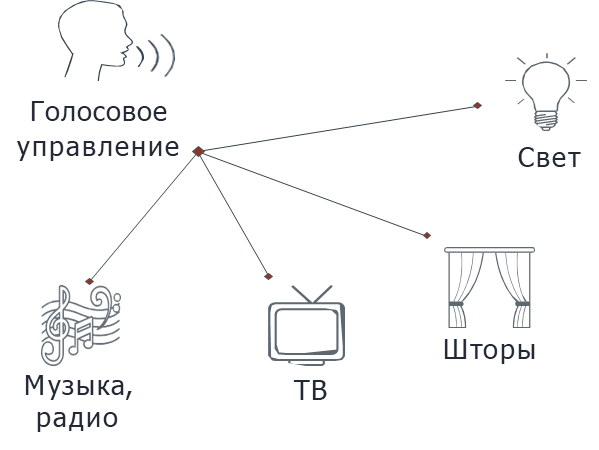 Голосовое
управление
Свет
Шторы
Музыка,
радио
ТВ